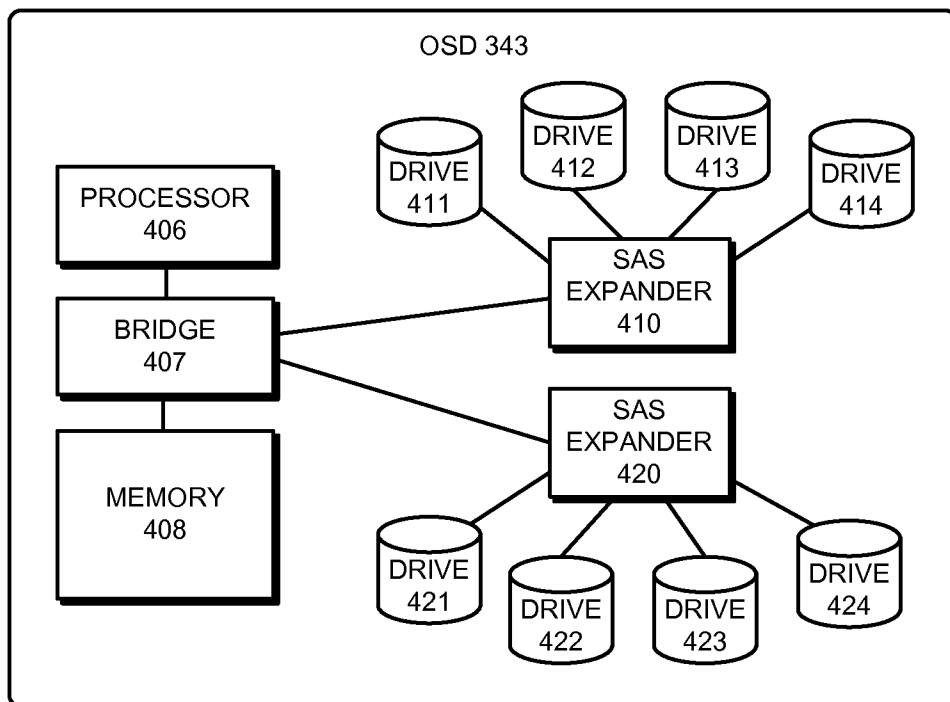 OSD 343
PROCESSOR
406
BRIDGE
407
MEMORY
408
DRIVE
411
DRIVE
412
DRIVE
413
DRIVE
414
SAS
EXPANDER
410
SAS
EXPANDER
420
DRIVE
421
DRIVE
422
DRIVE
423
DRIVE
424